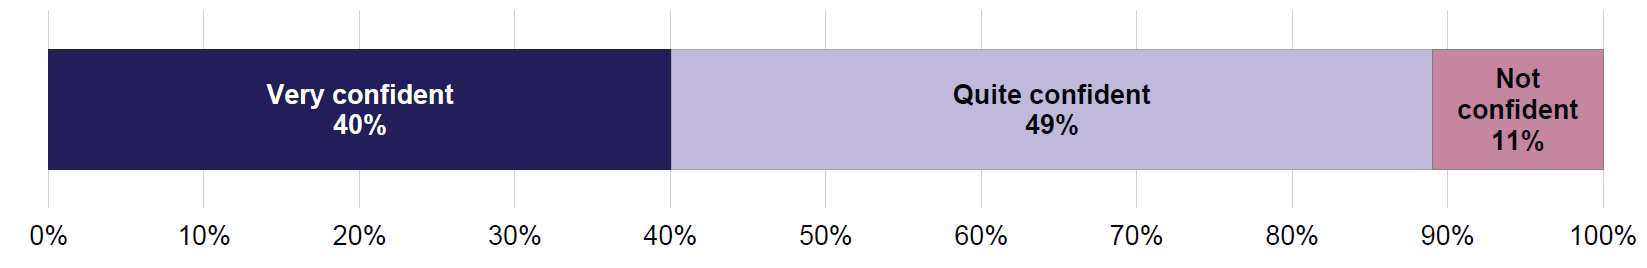 Very confident
40%
Quite confident
49%
Not
confident
11%
0% 10% 20% 30% 40% 50% 60% 70% 80% 90% 100%